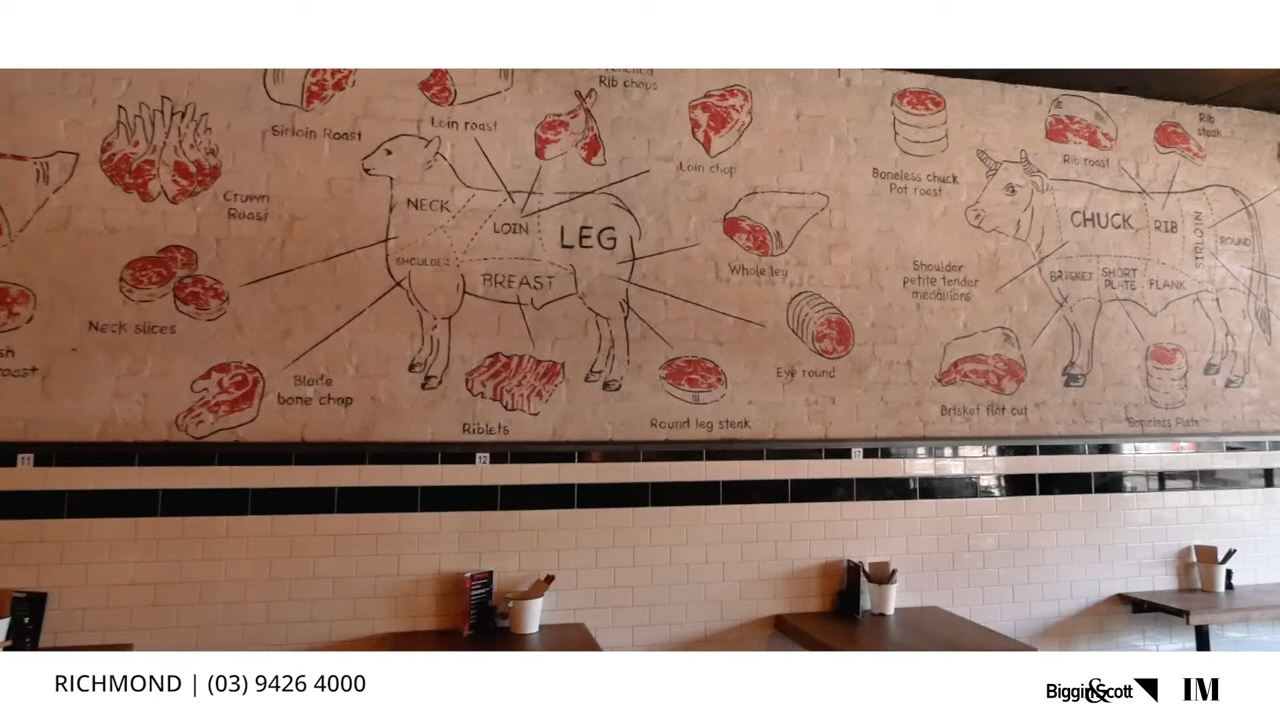 Rib chops
Sirloin Roast
Loin roast
Loin chop
Crown
Roast
NECK
LOIN
LEG
SHOULDER
BREAST
Whole leg
Neck slices
Blade
bone chop
Riblets
Round leg steak
Eye round
Boneless chuck
Pot roast
Rib roast
Rib
steak
CHUCK
RIB
SIRLOIN
ROUND
BRISKET
SHORT
PLATE
FLANK
Shoulder
petite tender
medallions
Brisket flat cut
Boneless Plate
11
12
17
RICHMOND | (03) 9426 4000
Biggin&Scott
IM